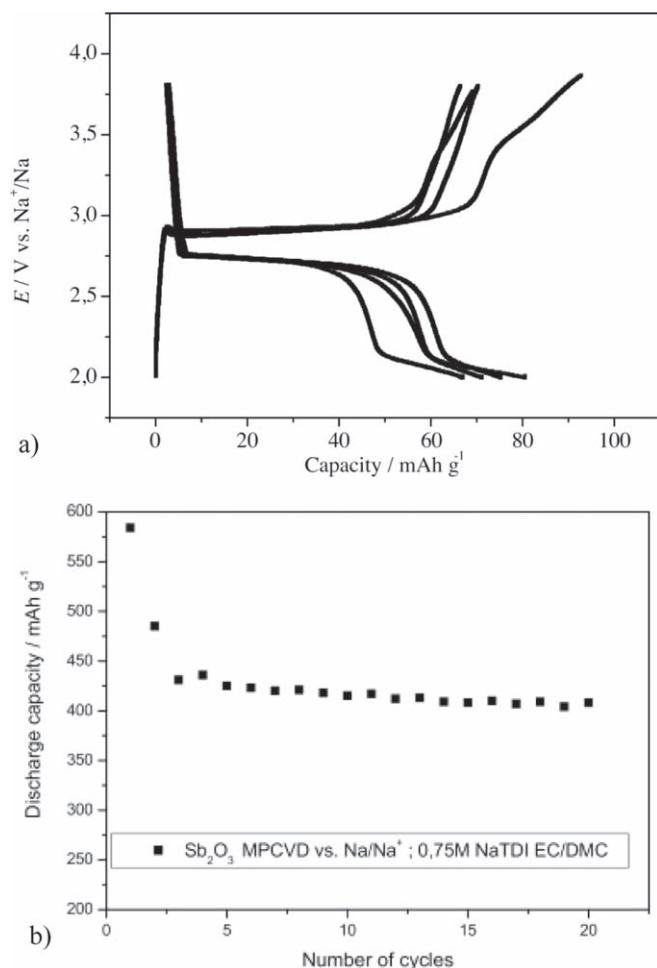 4,0
3,5
3,0
2,5
2,0
E / V vs. Na⁺/Na
0 20 40 60 80 100
Capacity / mAh g⁻¹
a)
600
550
500
450
400
350
300
250
200
Discharge capacity / mAh g⁻¹
Sb₂O₃ MPCVD vs. Na/Na⁺ ; 0,75M NaTDI EC/DMC
0 5 10 15 20
Number of cycles
b)